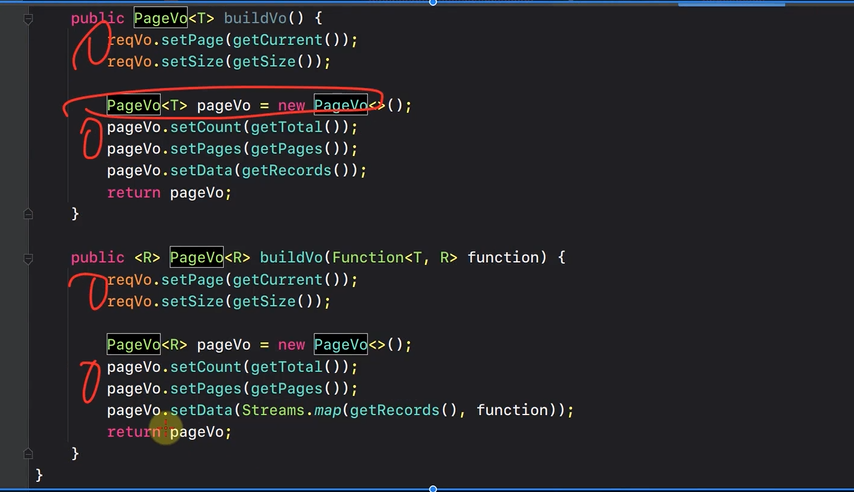 public PageVo<T> buildVo() {
reqVo.setPage(getCurrent());
reqVo.setSize(getSize());
PageVo<T> pageVo = new PageVo<>();
pageVo.setCount(getTotal());
pageVo.setPages(getPages());
pageVo.setData(getRecords());
return pageVo;
}
public <R> PageVo<R> buildVo(Function<T, R> function) {
reqVo.setPage(getCurrent());
reqVo.setSize(getSize());
PageVo<R> pageVo = new PageVo<>();
pageVo.setCount(getTotal());
pageVo.setPages(getPages());
pageVo.setData(Streams.map(getRecords(), function));
return pageVo;
}
}